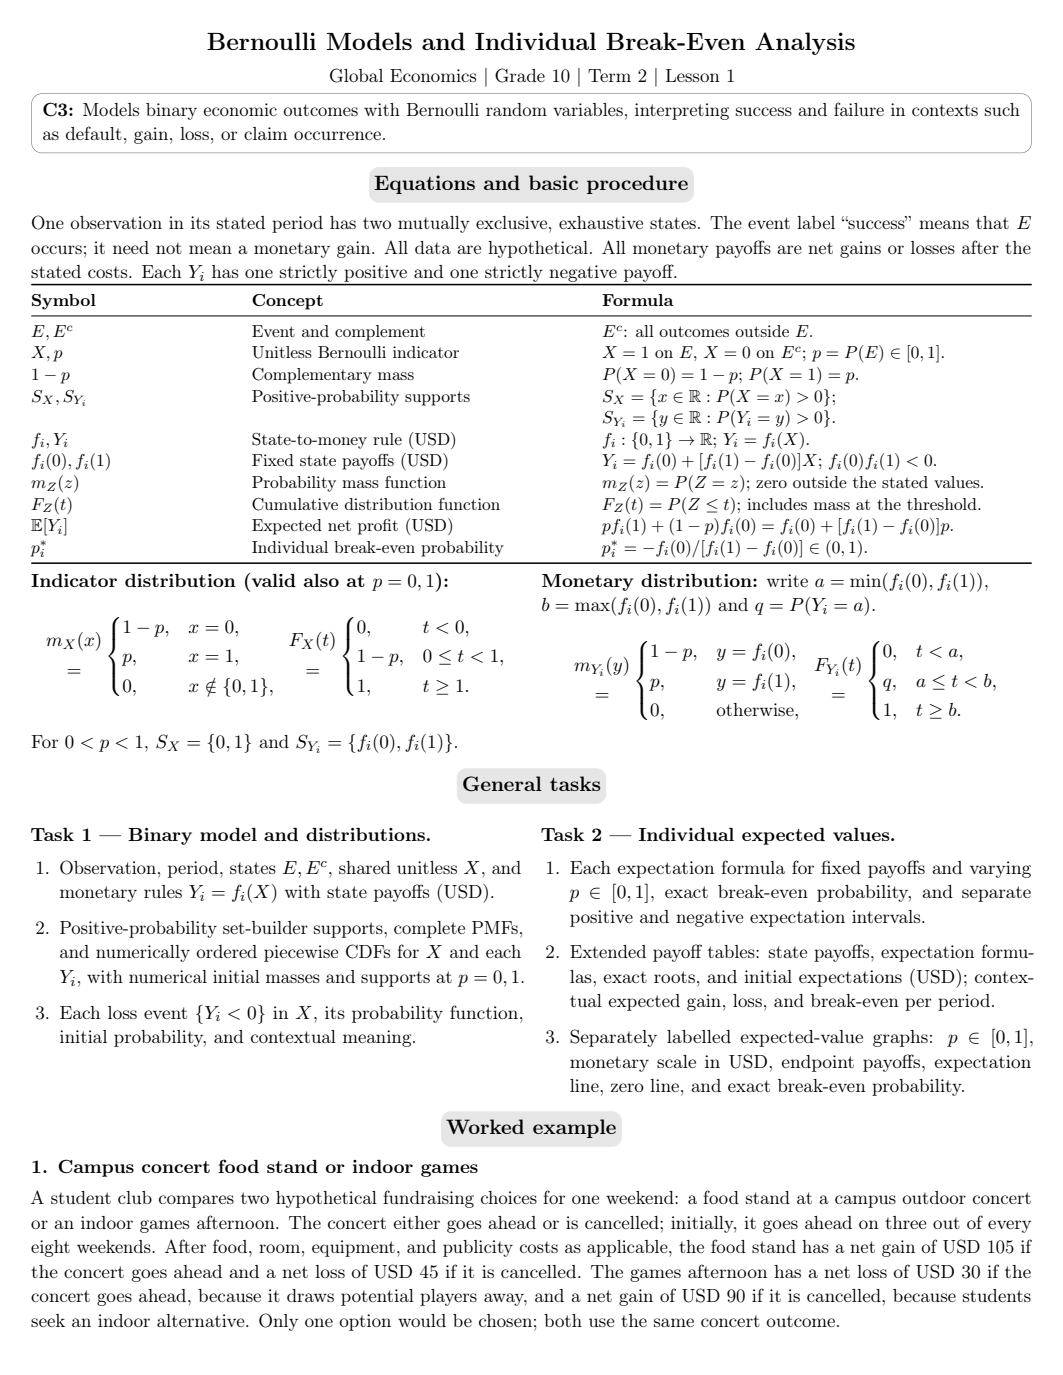 Bernoulli Models and Individual Break-Even Analysis
Global Economics | Grade 10 | Term 2 | Lesson 1
C3: Models binary economic outcomes with Bernoulli random variables, interpreting success and failure in contexts such
as default, gain, loss, or claim occurrence.
Equations and basic procedure
One observation in its stated period has two mutually exclusive, exhaustive states. The event label “success” means that E
occurs; it need not mean a monetary gain. All data are hypothetical. All monetary payoffs are net gains or losses after the
stated costs. Each Y_i has one strictly positive and one strictly negative payoff.
Symbol Concept Formula
E, E^c Event and complement E^c: all outcomes outside E.
X, p Unitless Bernoulli indicator X = 1 on E, X = 0 on E^c; p = P(E) ∈ [0, 1].
1 − p Complementary mass P(X = 0) = 1 − p; P(X = 1) = p.
S_X, S_{Y_i} Positive-probability supports S_X = {x ∈ ℝ : P(X = x) > 0};
S_{Y_i} = {y ∈ ℝ : P(Y_i = y) > 0}.
f_i, Y_i State-to-money rule (USD) f_i : {0, 1} → ℝ; Y_i = f_i(X).
f_i(0), f_i(1) Fixed state payoffs (USD) Y_i = f_i(0) + [f_i(1) − f_i(0)]X; f_i(0)f_i(1) < 0.
m_Z(z) Probability mass function m_Z(z) = P(Z = z); zero outside the stated values.
F_Z(t) Cumulative distribution function F_Z(t) = P(Z ≤ t); includes mass at the threshold.
𝔼[Y_i] Expected net profit (USD) pf_i(1) + (1 − p)f_i(0) = f_i(0) + [f_i(1) − f_i(0)]p.
p_i^* Individual break-even probability p_i^* = −f_i(0)/[f_i(1) − f_i(0)] ∈ (0, 1).
Indicator distribution (valid also at p = 0, 1):
m_X(x) = { 1 − p, x = 0, F_X(t) = { 0, t < 0,
p, x = 1, 1 − p, 0 ≤ t < 1,
0, x ∉ {0, 1}, 1, t ≥ 1.
For 0 < p < 1, S_X = {0, 1} and S_{Y_i} = {f_i(0), f_i(1)}.
Monetary distribution: write a = min(f_i(0), f_i(1)),
b = max(f_i(0), f_i(1)) and q = P(Y_i = a).
m_{Y_i}(y) = { 1 − p, y = f_i(0), F_{Y_i}(t) = { 0, t < a,
p, y = f_i(1), q, a ≤ t < b,
0, otherwise, 1, t ≥ b.
General tasks
Task 1 — Binary model and distributions.
1. Observation, period, states E, E^c, shared unitless X, and
monetary rules Y_i = f_i(X) with state payoffs (USD).
2. Positive-probability set-builder supports, complete PMFs,
and numerically ordered piecewise CDFs for X and each
Y_i, with numerical initial masses and supports at p = 0, 1.
3. Each loss event {Y_i < 0} in X, its probability function,
initial probability, and contextual meaning.
Task 2 — Individual expected values.
1. Each expectation formula for fixed payoffs and varying
p ∈ [0, 1], exact break-even probability, and separate
positive and negative expectation intervals.
2. Extended payoff tables: state payoffs, expectation formu-
las, exact roots, and initial expectations (USD); contex-
tual expected gain, loss, and break-even per period.
3. Separately labelled expected-value graphs: p ∈ [0, 1],
monetary scale in USD, endpoint payoffs, expectation
line, zero line, and exact break-even probability.
Worked example
1. Campus concert food stand or indoor games
A student club compares two hypothetical fundraising choices for one weekend: a food stand at a campus outdoor concert
or an indoor games afternoon. The concert either goes ahead or is cancelled; initially, it goes ahead on three out of every
eight weekends. After food, room, equipment, and publicity costs as applicable, the food stand has a net gain of USD 105 if
the concert goes ahead and a net loss of USD 45 if it is cancelled. The games afternoon has a net loss of USD 30 if the
concert goes ahead, because it draws potential players away, and a net gain of USD 90 if it is cancelled, because students
seek an indoor alternative. Only one option would be chosen; both use the same concert outcome.